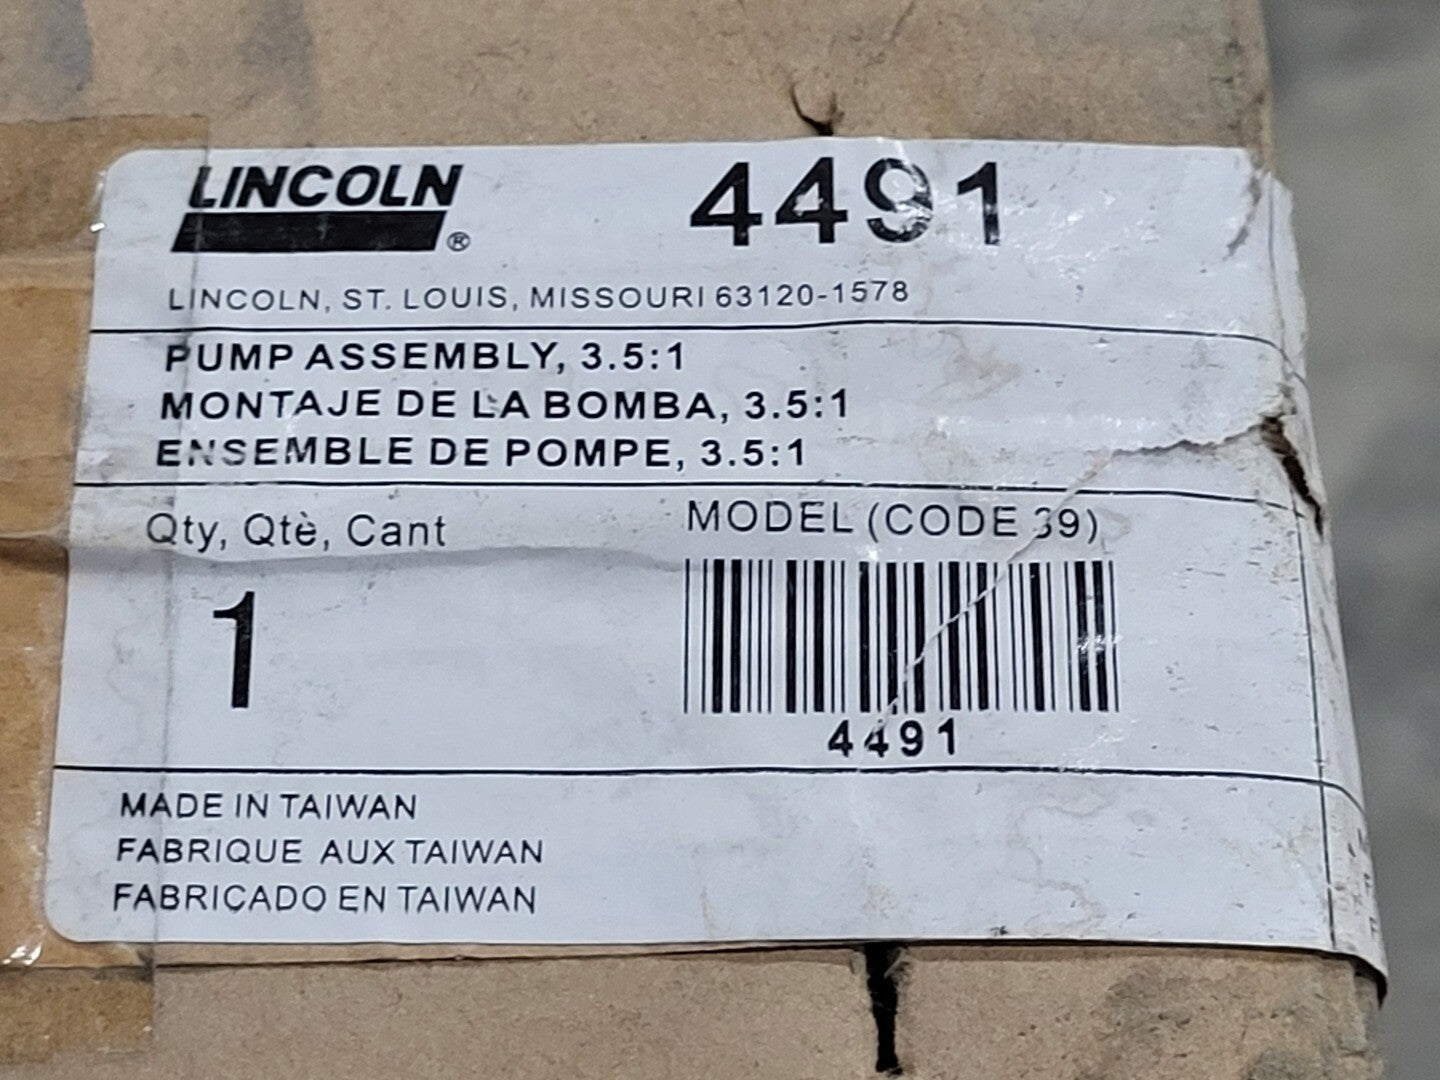 LINCOLN®
4491
LINCOLN, ST. LOUIS, MISSOURI 63120-1578
PUMP ASSEMBLY, 3.5:1
MONTAJE DE LA BOMBA, 3.5:1
ENSEMBLE DE POMPE, 3.5:1
Qty, Qtè, Cant
1
MODEL (CODE 39)
4491
MADE IN TAIWAN
FABRIQUE AUX TAIWAN
FABRIÇADO EN TAIWAN